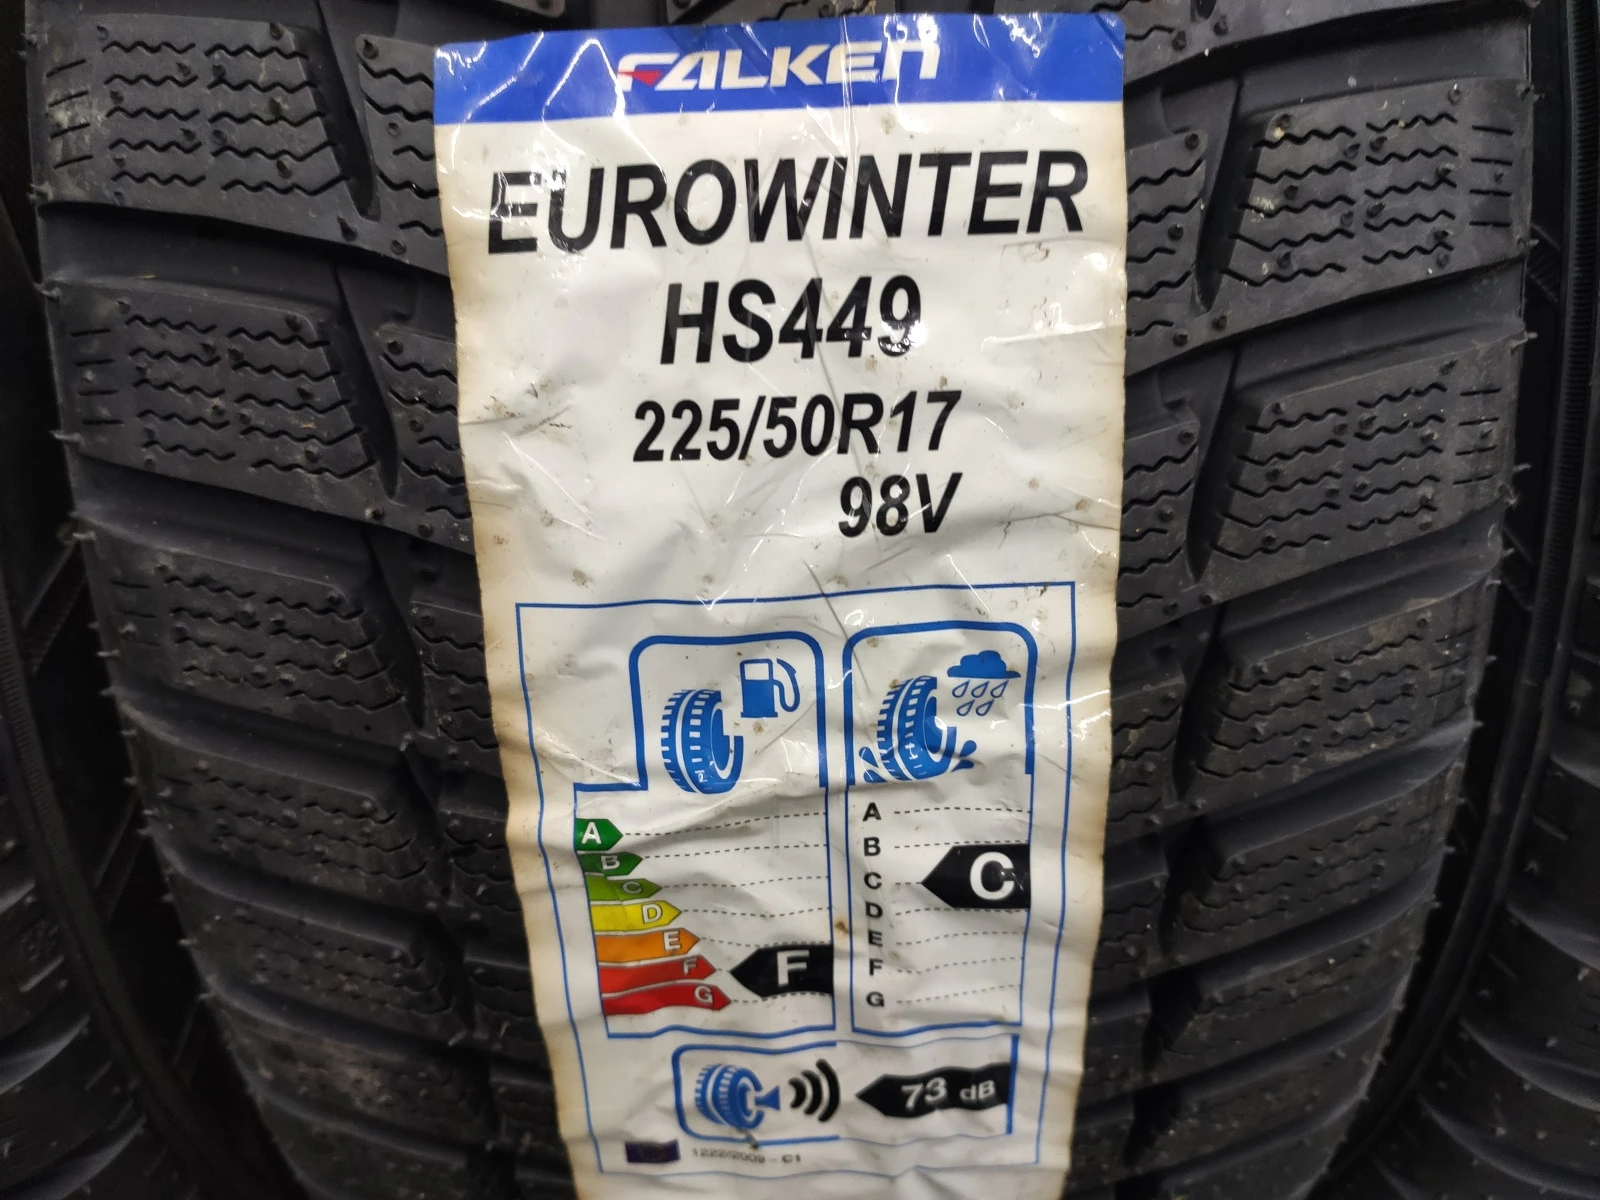 FALKEN
EUROWINTER
HS449
225/50R17
98V
A
B
C
D
E
F
G
F
A
B
C
D
E
F
G
C
73 dB
1222/2009 - C1